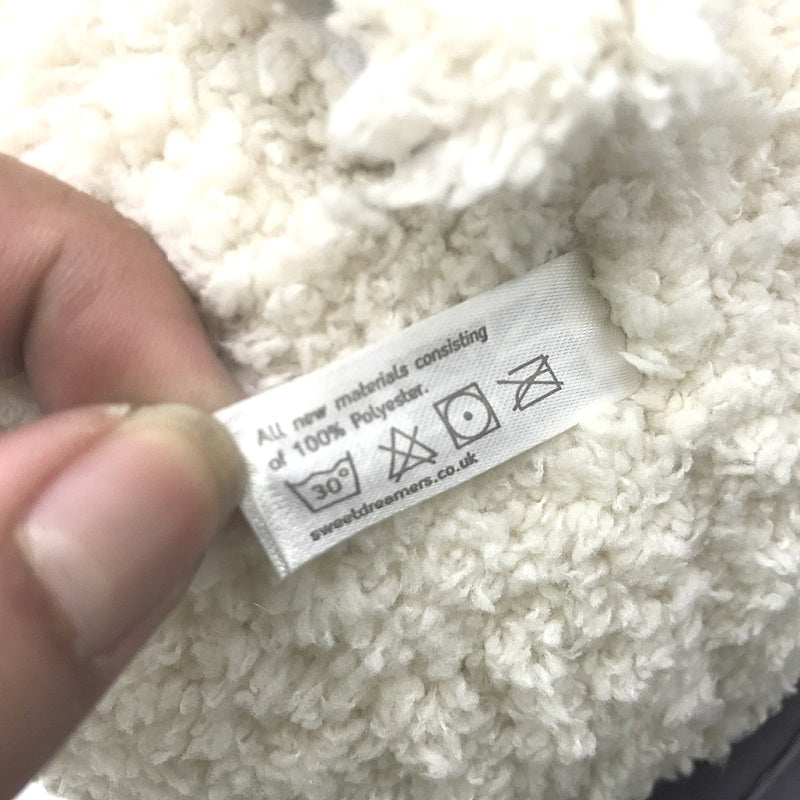 All new materials consisting
of 100% Polyester.
30°
sweetdreamers.co.uk